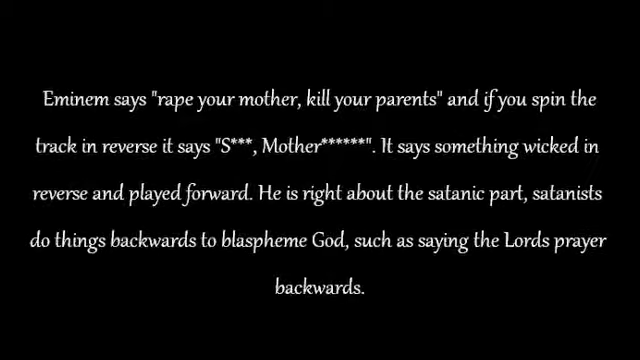 Eminem says "rape your mother, kill your parents" and if you spin the
track in reverse it says "S***, Mother******". It says something wicked in
reverse and played forward. He is right about the satanic part, satanists
do things backwards to blaspheme God, such as saying the Lords prayer
backwards.